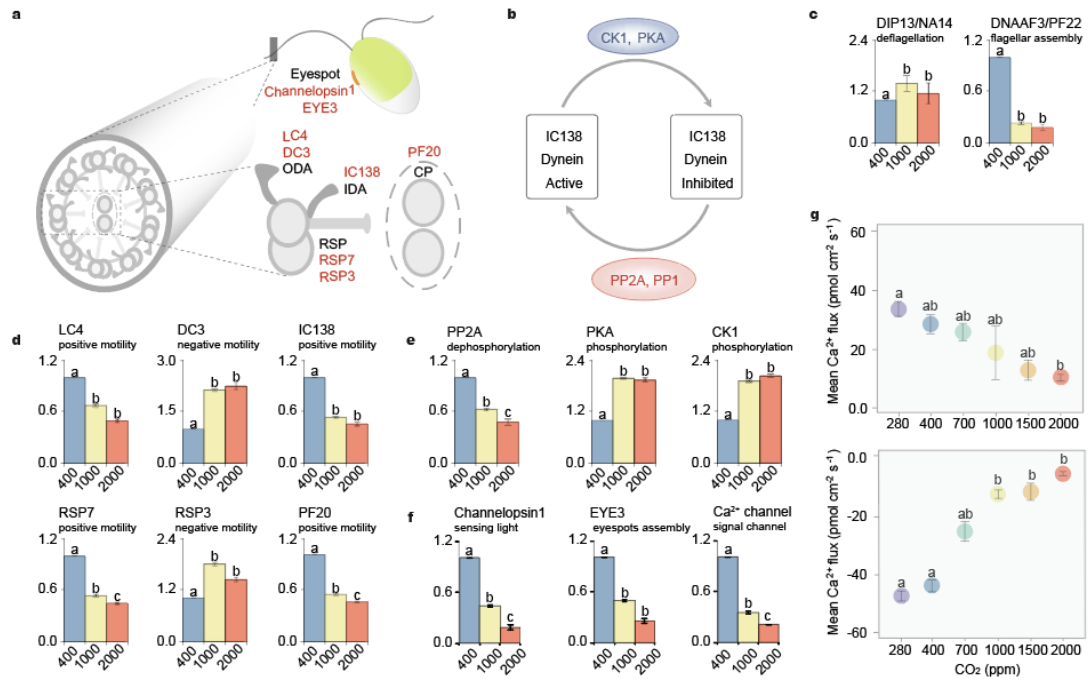 a
Eyespot
Channelopsin1
EYE3
LC4
DC3
ODA
IC138
IDA
PF20
CP
RSP
RSP7
RSP3
b
CK1, PKA
IC138
Dynein
Active
IC138
Dynein
Inhibited
PP2A, PP1
c
DIP13/NA14
deflagellation
2.4
1.2
0.0
a
b
b
400
1000
2000
DNAAF3/PF22
flagellar assembly
1.2
0.6
0.0
a
b
b
400
1000
2000
d
LC4
positive motility
1.2
0.6
0.0
a
b
b
400
1000
2000
DC3
negative motility
3.0
1.5
0.0
a
b
b
400
1000
2000
IC138
positive motility
1.2
0.6
0.0
a
b
b
400
1000
2000
RSP7
positive motility
1.2
0.6
0.0
a
b
c
400
1000
2000
RSP3
negative motility
2.4
1.2
0.0
a
b
c
400
1000
2000
PF20
positive motility
1.2
0.6
0.0
a
b
c
400
1000
2000
e
PP2A
dephosphorylation
1.2
0.6
0.0
a
b
c
400
1000
2000
PKA
phosphorylation
2.4
1.2
0.0
a
b
b
400
1000
2000
CK1
phosphorylation
2.4
1.2
0.0
a
b
b
400
1000
2000
f
Channelopsin1
sensing light
1.2
0.6
0.0
a
b
c
400
1000
2000
EYE3
eyespots assembly
1.2
0.6
0.0
a
b
b
400
1000
2000
Ca²⁺ channel
signal channel
1.2
0.6
0.0
a
b
c
400
1000
2000
g
Mean Ca²⁺ flux (pmol cm⁻² s⁻¹)
60
40
20
0.0
a
ab
ab
ab
ab
b
280
400
700
1000
1500
2000
Mean Ca²⁺ flux (pmol cm⁻² s⁻¹)
0.0
-20
-40
-60
a
a
ab
b
b
b
280
400
700
1000
1500
2000
CO₂ (ppm)